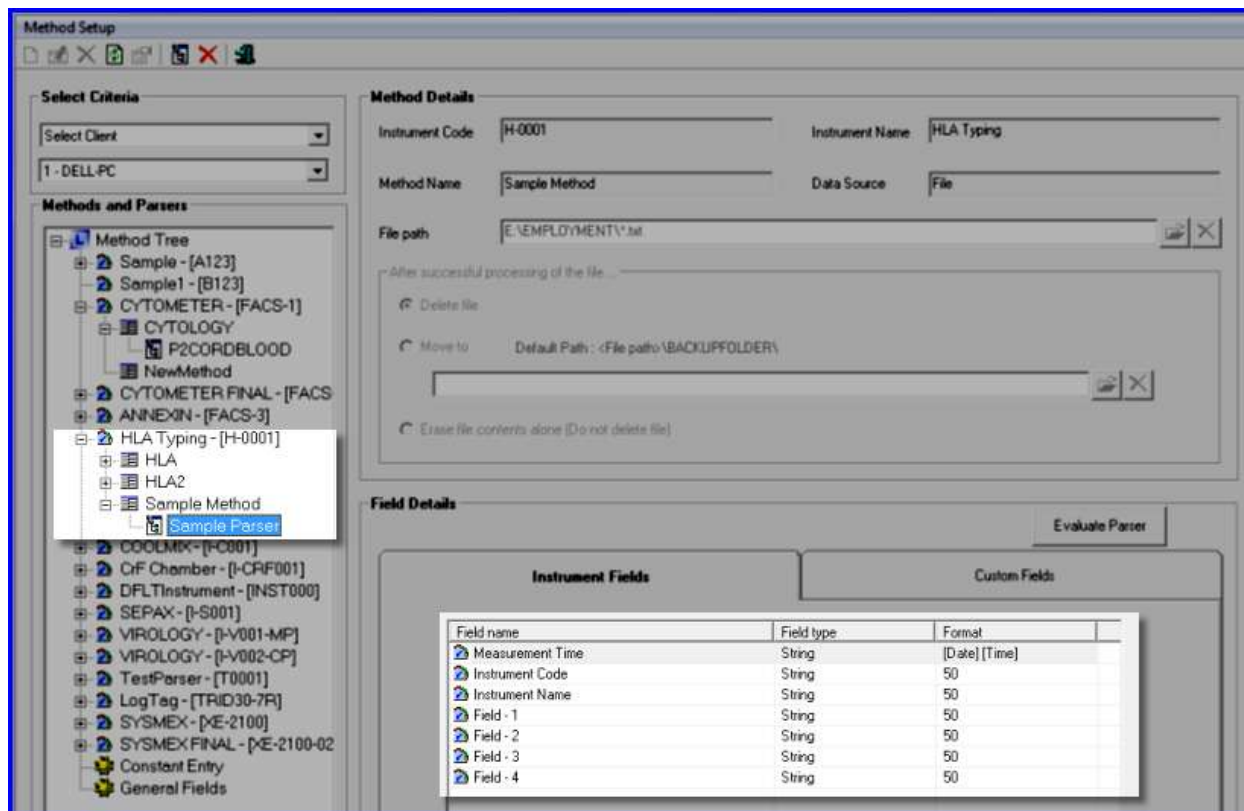 Method Setup
Select Criteria
Select Client
1 - DELL-PC
Methods and Parsers
Method Tree
Sample - [A123]
Sample1 - [B123]
CYTOMETER - [FACS-1]
CYTOLOGY
P2CORDBLOOD
NewMethod
CYTOMETER FINAL - [FACS
ANNEXIN - [FACS-3]
HLA Typing - [H-0001]
HLA
HLA2
Sample Method
Sample Parser
COOLMIX - [I-C001]
CrF Chamber - [I-CRF001]
DFLTInstrument - [INST000]
SEPAX - [I-S001]
VIROLOGY - [I-V001-MP]
VIROLOGY - [I-V002-CP]
TestParser - [T0001]
LogTag - [TRID30-7R]
SYSMEX - [XE-2100]
SYSMEX FINAL - [XE-2100-02
Constant Entry
General Fields
Method Details
Instrument Code H-0001 Instrument Name HLA Typing
Method Name Sample Method Data Source File
File path E:\EMPLOYMENT\*.txt
After successful processing of the file...
Delete file
Move to Default Path : <File path>\BACKUPFOLDER\
Erase file contents alone (Do not delete file)
Field Details
Evaluate Parser
Instrument Fields Custom Fields
Field name Field type Format
Measurement Time String [Date] [Time]
Instrument Code String 50
Instrument Name String 50
Field - 1 String 50
Field - 2 String 50
Field - 3 String 50
Field - 4 String 50